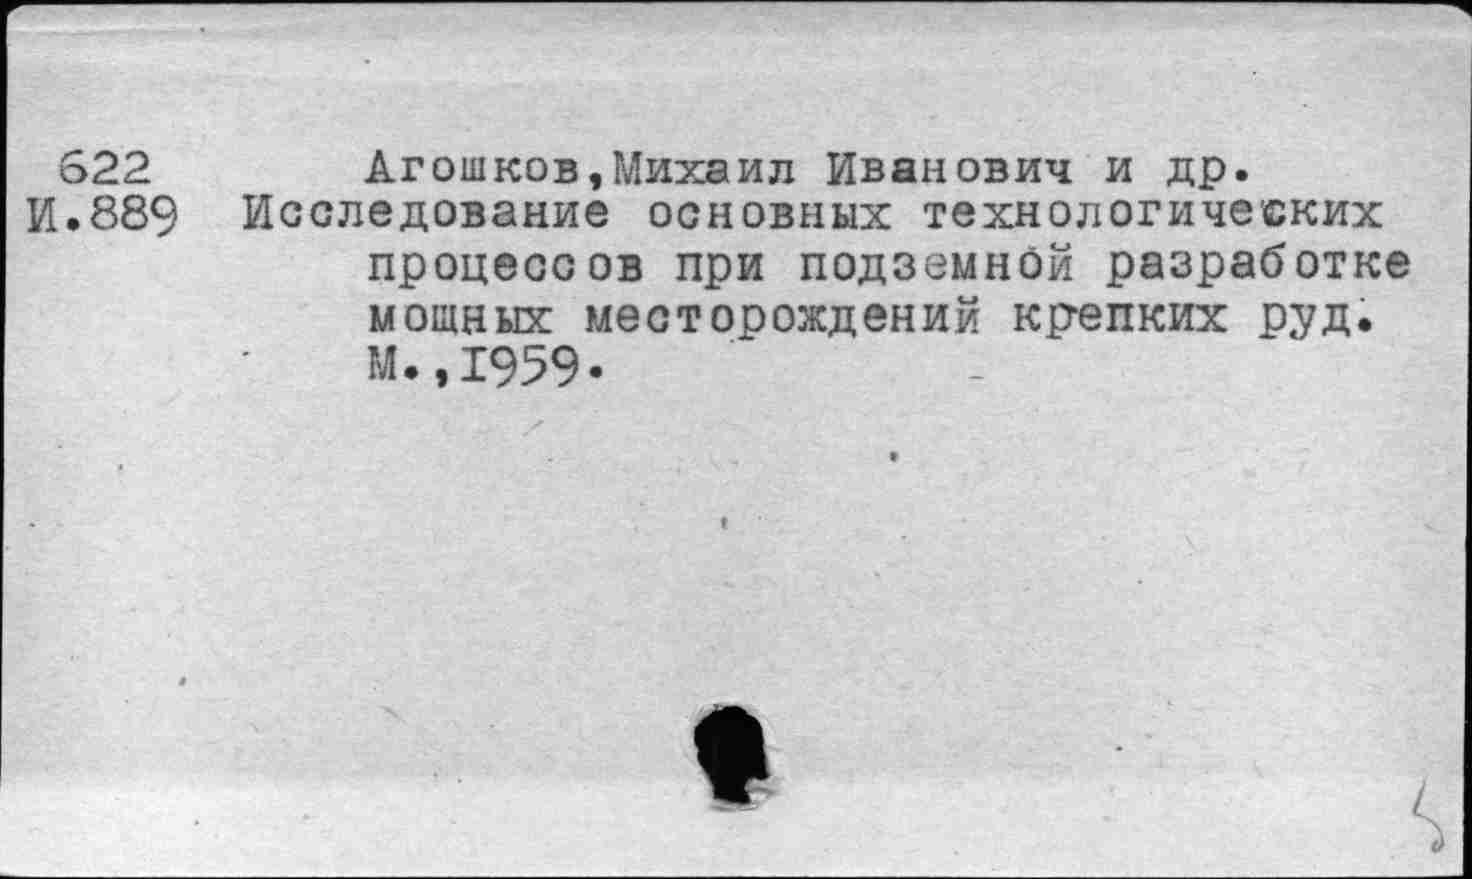 622 Агошков,Михаил Иванович и др.
И.889 Исследование основных технологических
процессов при подземной разработке
мощных месторождений крепких руд.
М.,1959.